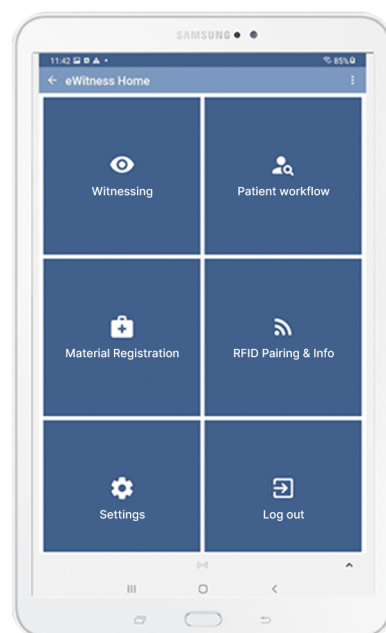 SAMSUNG
11:42
85%
eWitness Home
Witnessing
Patient workflow
Material Registration
RFID Pairing & Info
Settings
Log out